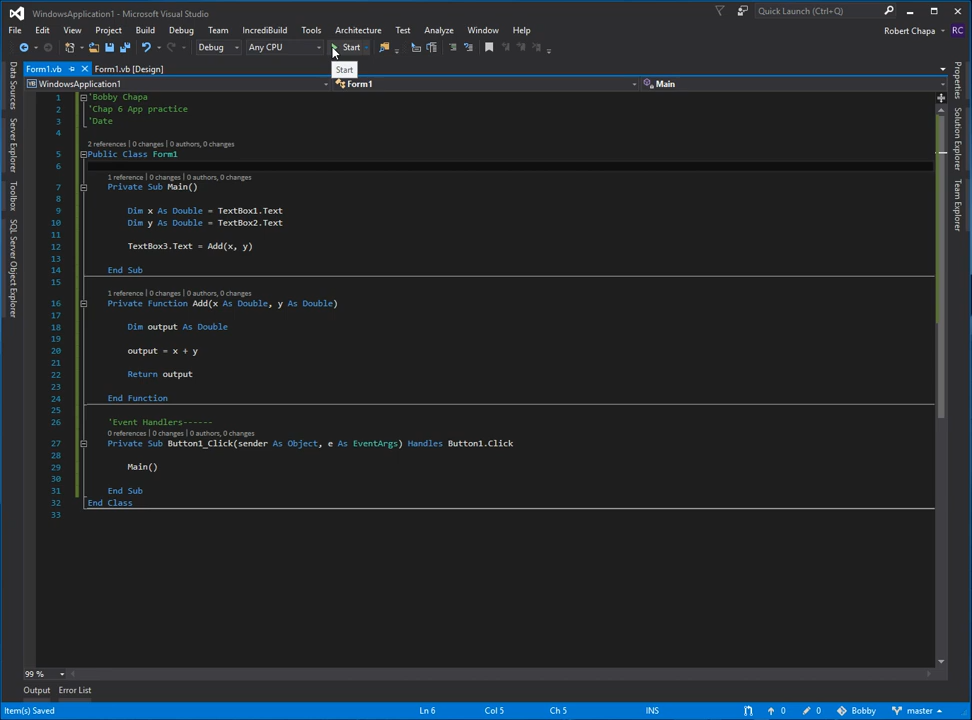 WindowsApplication1 - Microsoft Visual Studio
Quick Launch (Ctrl+Q)
File Edit View Project Build Debug Team IncrediBuild Tools Architecture Test Analyze Window Help
Robert Chapa RC
Debug Any CPU Start
Start
Form1.vb Form1.vb [Design]
WindowsApplication1 Form1 Main
Data Sources
Server Explorer
Toolbox
SQL Server Object Explorer
Properties
Solution Explorer
Team Explorer
1 'Bobby Chapa
2 'Chap 6 App practice
3 'Date
4
2 references | 0 changes | 0 authors, 0 changes
5 Public Class Form1
6
1 reference | 0 changes | 0 authors, 0 changes
7 Private Sub Main()
8
9 Dim x As Double = TextBox1.Text
10 Dim y As Double = TextBox2.Text
11
12 TextBox3.Text = Add(x, y)
13
14 End Sub
15
1 reference | 0 changes | 0 authors, 0 changes
16 Private Function Add(x As Double, y As Double)
17
18 Dim output As Double
19
20 output = x + y
21
22 Return output
23
24 End Function
25
26 'Event Handlers------
0 references | 0 changes | 0 authors, 0 changes
27 Private Sub Button1_Click(sender As Object, e As EventArgs) Handles Button1.Click
28
29 Main()
30
31 End Sub
32 End Class
33
99 %
Output Error List
Item(s) Saved Ln 6 Col 5 Ch 5 INS 0 0 Bobby master